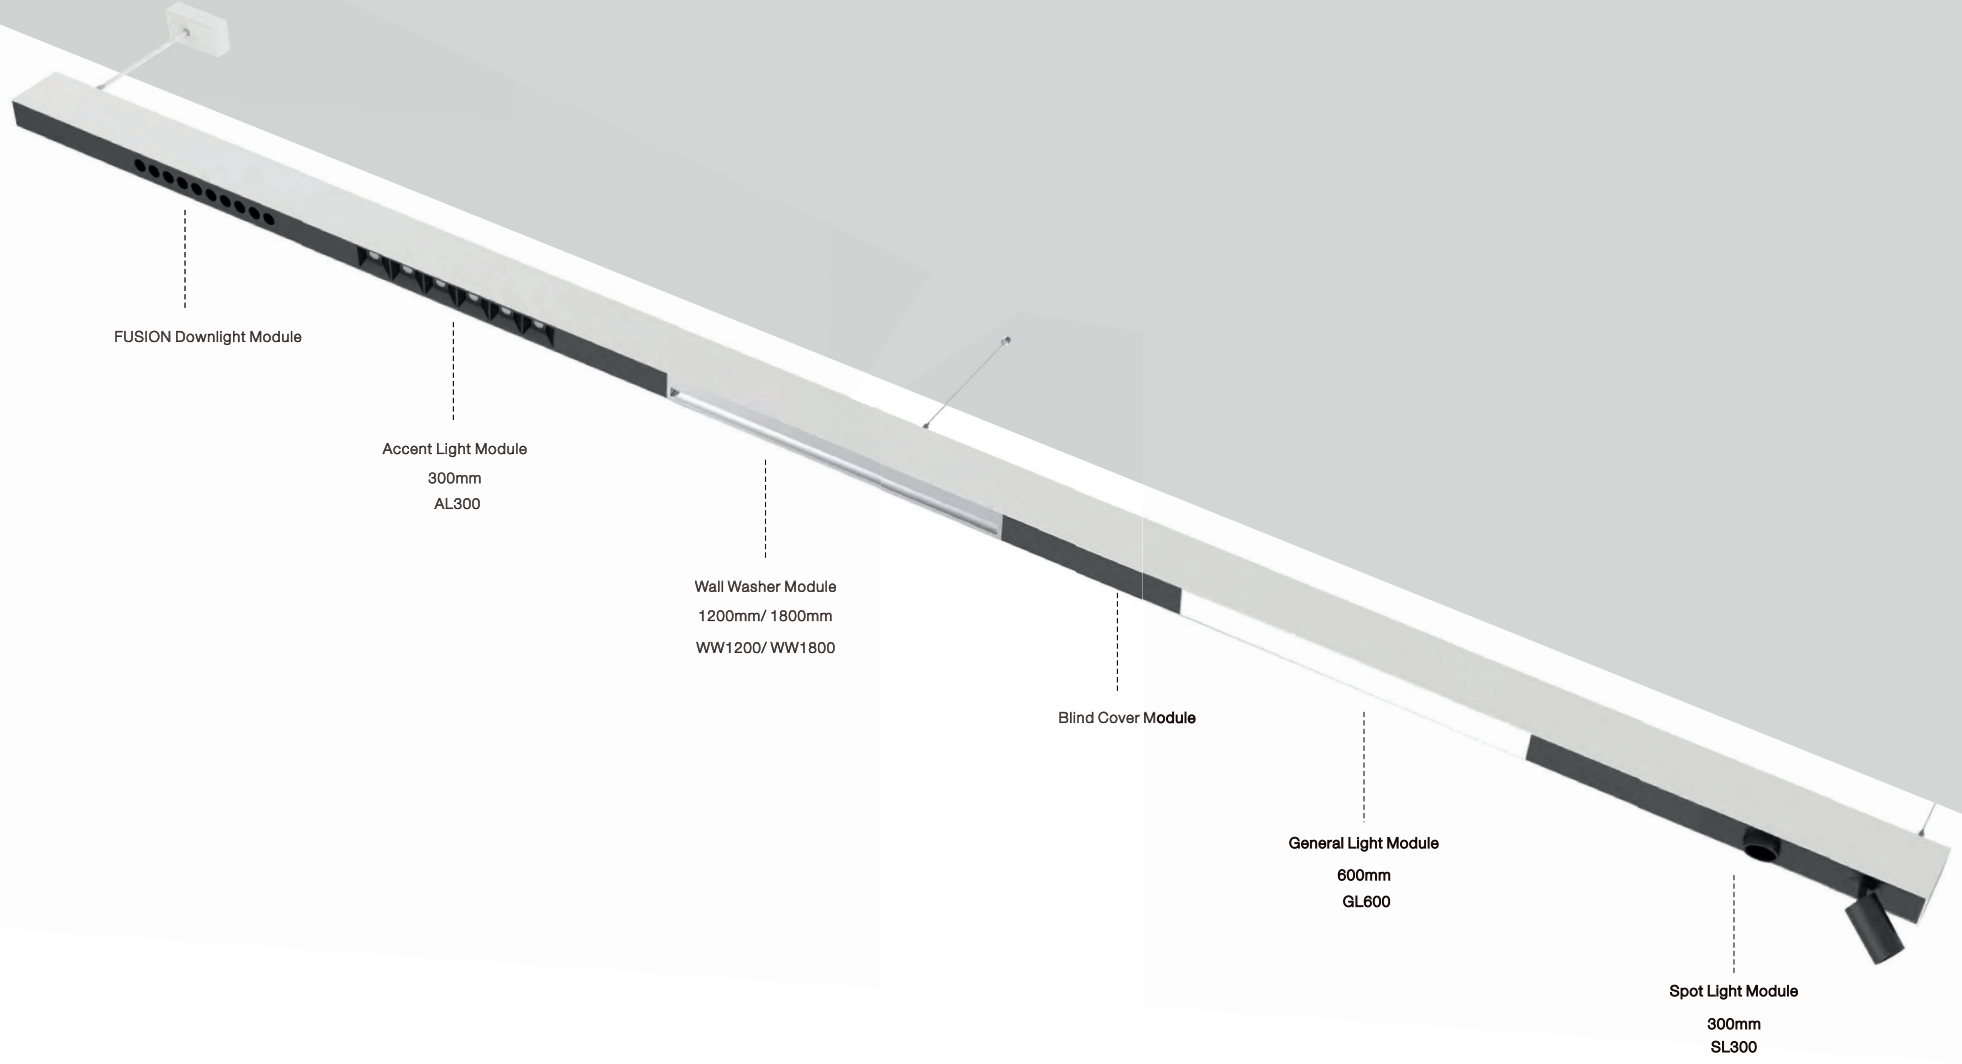 FUSION Downlight Module
Accent Light Module
300mm
AL300
Wall Washer Module
1200mm/ 1800mm
WW1200/ WW1800
Blind Cover Module
General Light Module
600mm
GL600
Spot Light Module
300mm
SL300